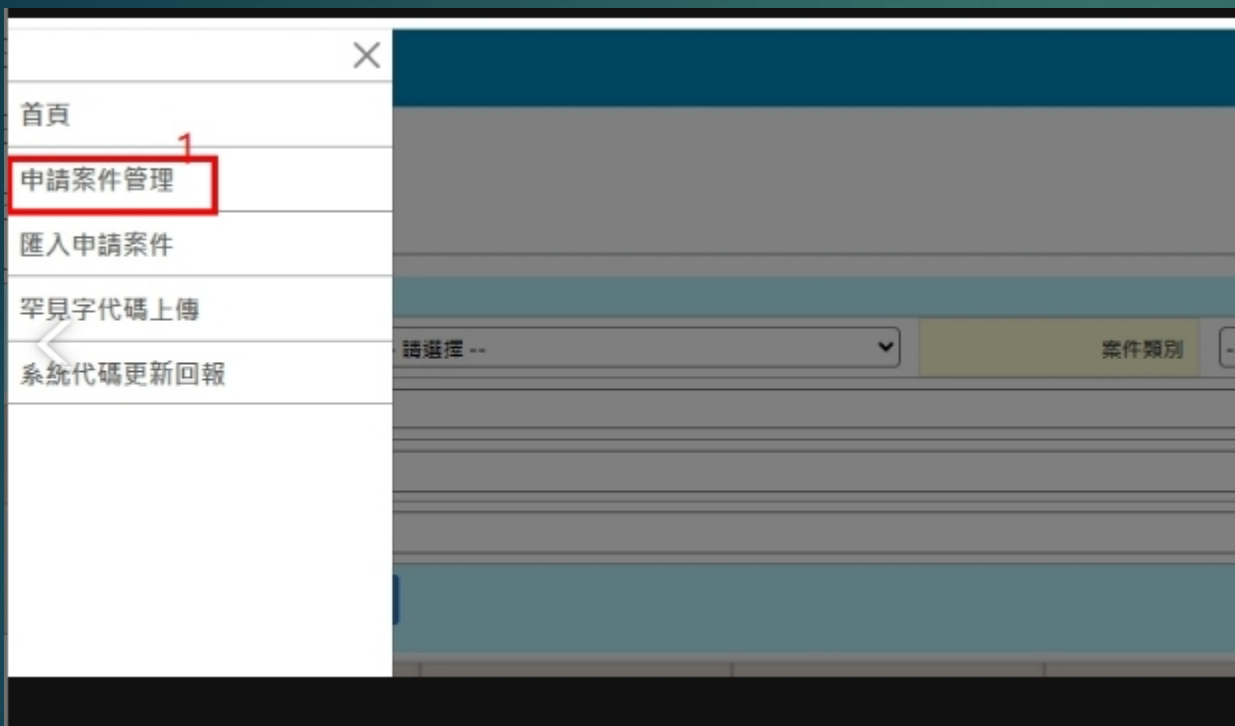 首頁
1
申請案件管理
匯入申請案件
罕見字代碼上傳
系統代碼更新回報
請選擇 --
案件類別